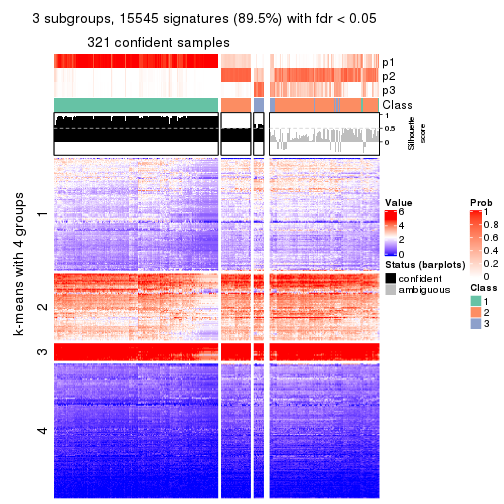 3 subgroups, 15545 signatures (89.5%) with fdr < 0.05
321 confident samples
p1
p2
p3
Class
1
0.5
0
Silhouette
score
k-means with 4 groups
1
2
3
4
Value
6
4
2
0
Status (barplots)
confident
ambiguous
Prob
1
0.8
0.6
0.4
0.2
0
Class
1
2
3